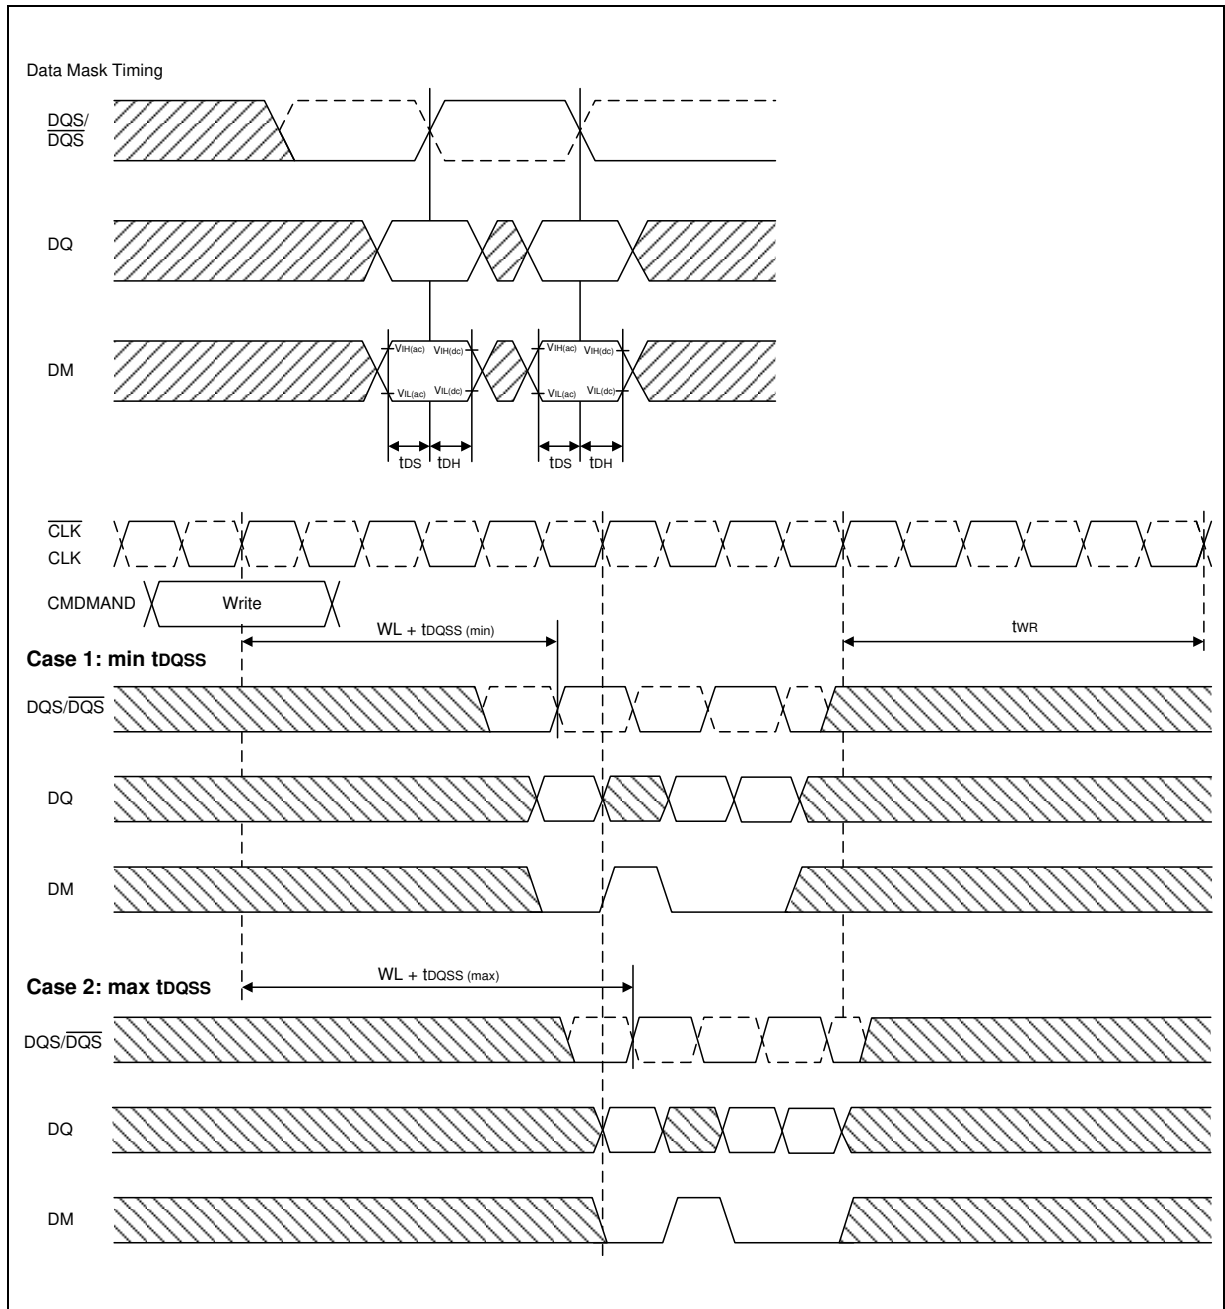 Data Mask Timing
DQS/
DQS
DQ
DM
VIH(ac) VIH(dc) VIH(ac) VIH(dc)
VIL(ac) VIL(dc) VIL(ac) VIL(dc)
tDS tDH tDS tDH
CLK
CLK
CMDMAND Write
WL + tDQSS (min) tWR
Case 1: min tDQSS
DQS/DQS
DQ
DM
WL + tDQSS (max)
Case 2: max tDQSS
DQS/DQS
DQ
DM